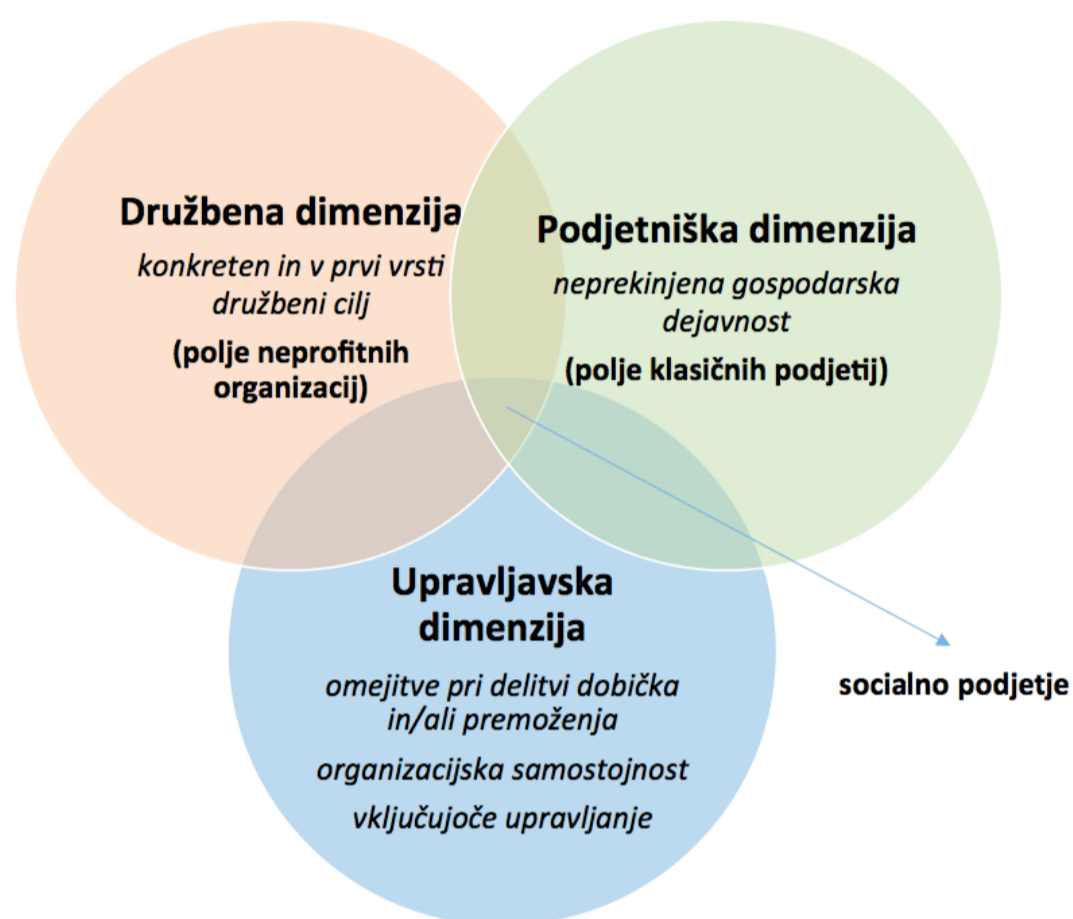 Družbena dimenzija
konkreten in v prvi vrsti
družbeni cilj
(polje neprofitnih
organizacij)
Podjetniška dimenzija
neprekinjena gospodarska
dejavnost
(polje klasičnih podjetij)
Upravljavska
dimenzija
omejitve pri delitvi dobička
in/ali premoženja
organizacijska samostojnost
vključujoče upravljanje
socialno podjetje